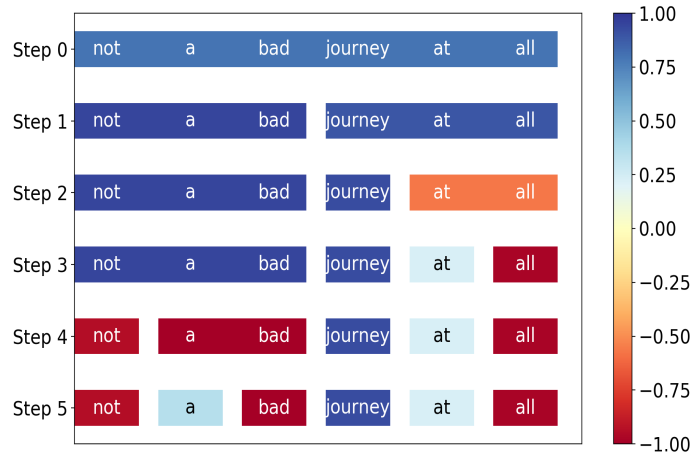 Step 0 not a bad journey at all
Step 1 not a bad journey at all
Step 2 not a bad journey at all
Step 3 not a bad journey at all
Step 4 not a bad journey at all
Step 5 not a bad journey at all
1.00
0.75
0.50
0.25
0.00
−0.25
−0.50
−0.75
−1.00